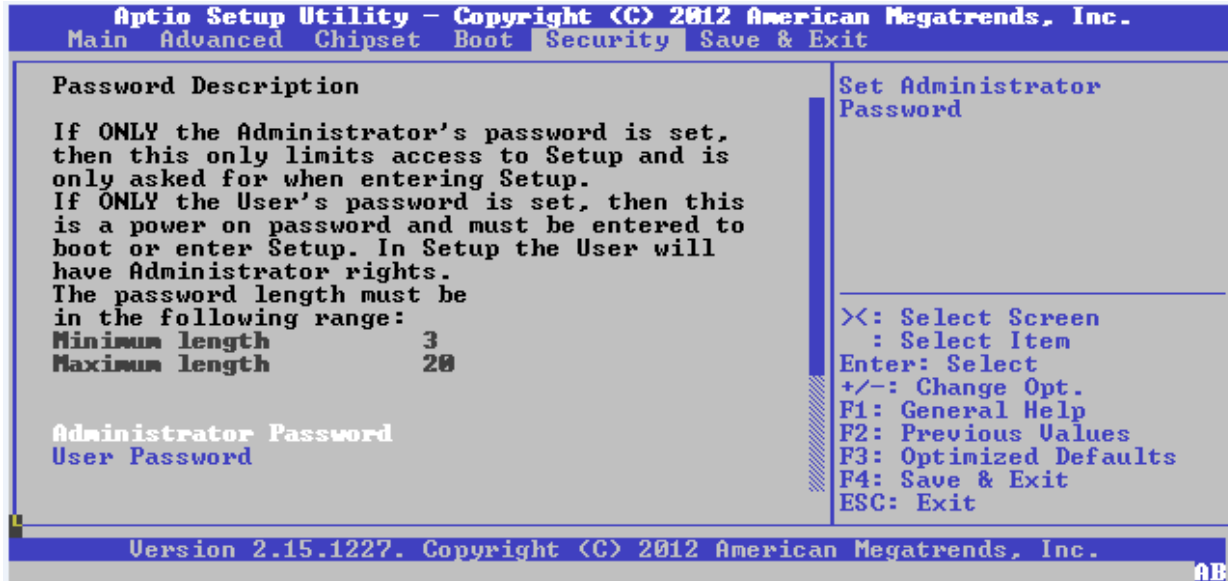 Aptio Setup Utility – Copyright (C) 2012 American Megatrends, Inc.
Main Advanced Chipset Boot Security Save & Exit
Password Description
If ONLY the Administrator's password is set,
then this only limits access to Setup and is
only asked for when entering Setup.
If ONLY the User's password is set, then this
is a power on password and must be entered to
boot or enter Setup. In Setup the User will
have Administrator rights.
The password length must be
in the following range:
Minimum length 3
Maximum length 20
Administrator Password
User Password
Set Administrator
Password
><: Select Screen
: Select Item
Enter: Select
+/-: Change Opt.
F1: General Help
F2: Previous Values
F3: Optimized Defaults
F4: Save & Exit
ESC: Exit
Version 2.15.1227. Copyright (C) 2012 American Megatrends, Inc.
AB